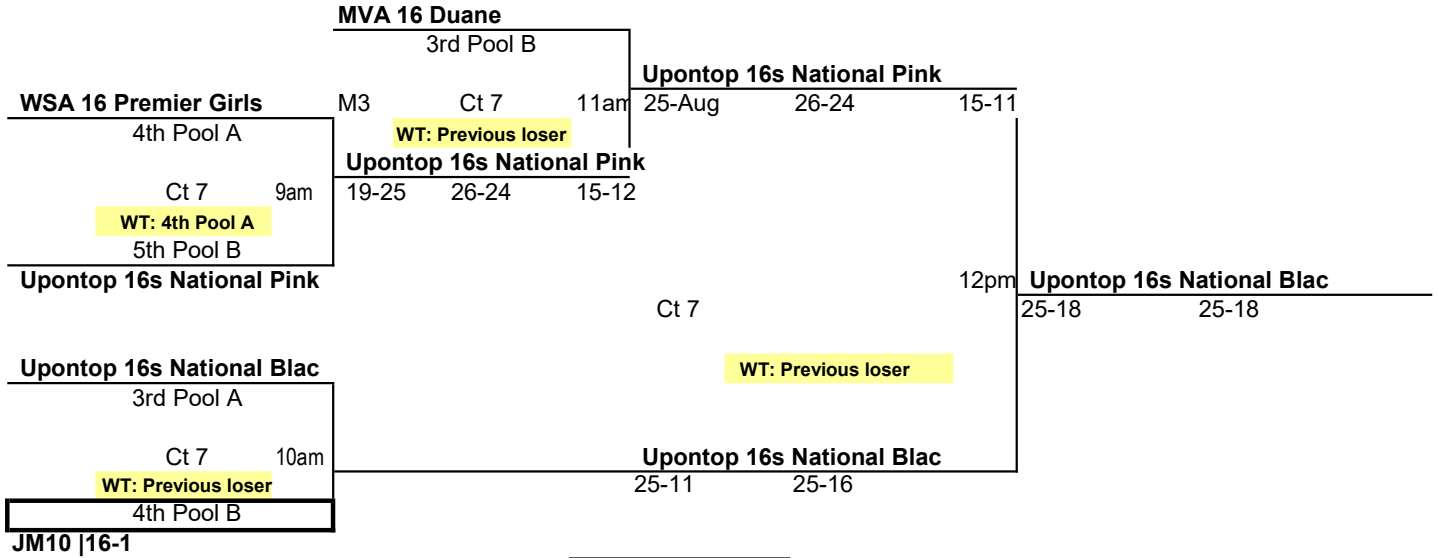 MVA 16 Duane
3rd Pool B
Upontop 16s National Pink
WSA 16 Premier Girls M3 Ct 7 11am 25-Aug 26-24 15-11
4th Pool A WT: Previous loser
Upontop 16s National Pink
Ct 7 9am 19-25 26-24 15-12
WT: 4th Pool A
5th Pool B
Upontop 16s National Pink 12pm Upontop 16s National Blac
Ct 7 25-18 25-18
Upontop 16s National Blac WT: Previous loser
3rd Pool A
Ct 7 10am Upontop 16s National Blac
WT: Previous loser 25-11 25-16
4th Pool B
JM10 |16-1